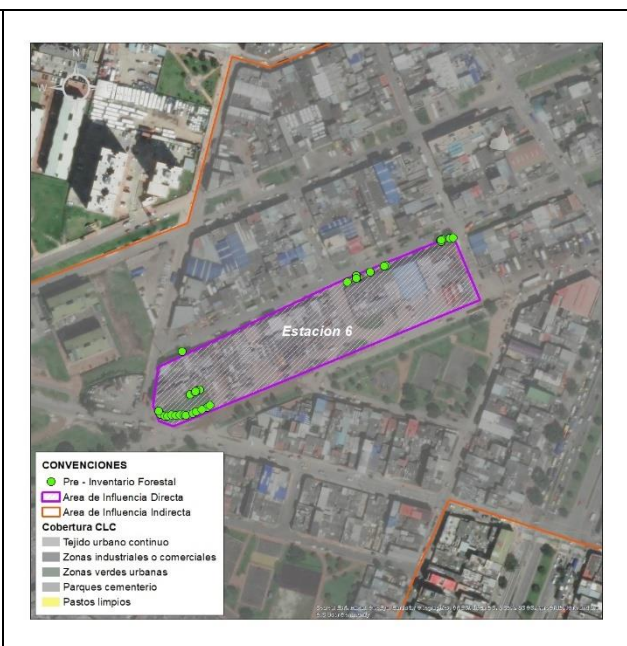 N
Estacion 6
CONVENCIONES
Pre - Inventario Forestal
Area de Influencia Directa
Area de Influencia Indirecta
Cobertura CLC
Tejido urbano continuo
Zonas industriales o comerciales
Zonas verdes urbanas
Parques cementerio
Pastos limpios